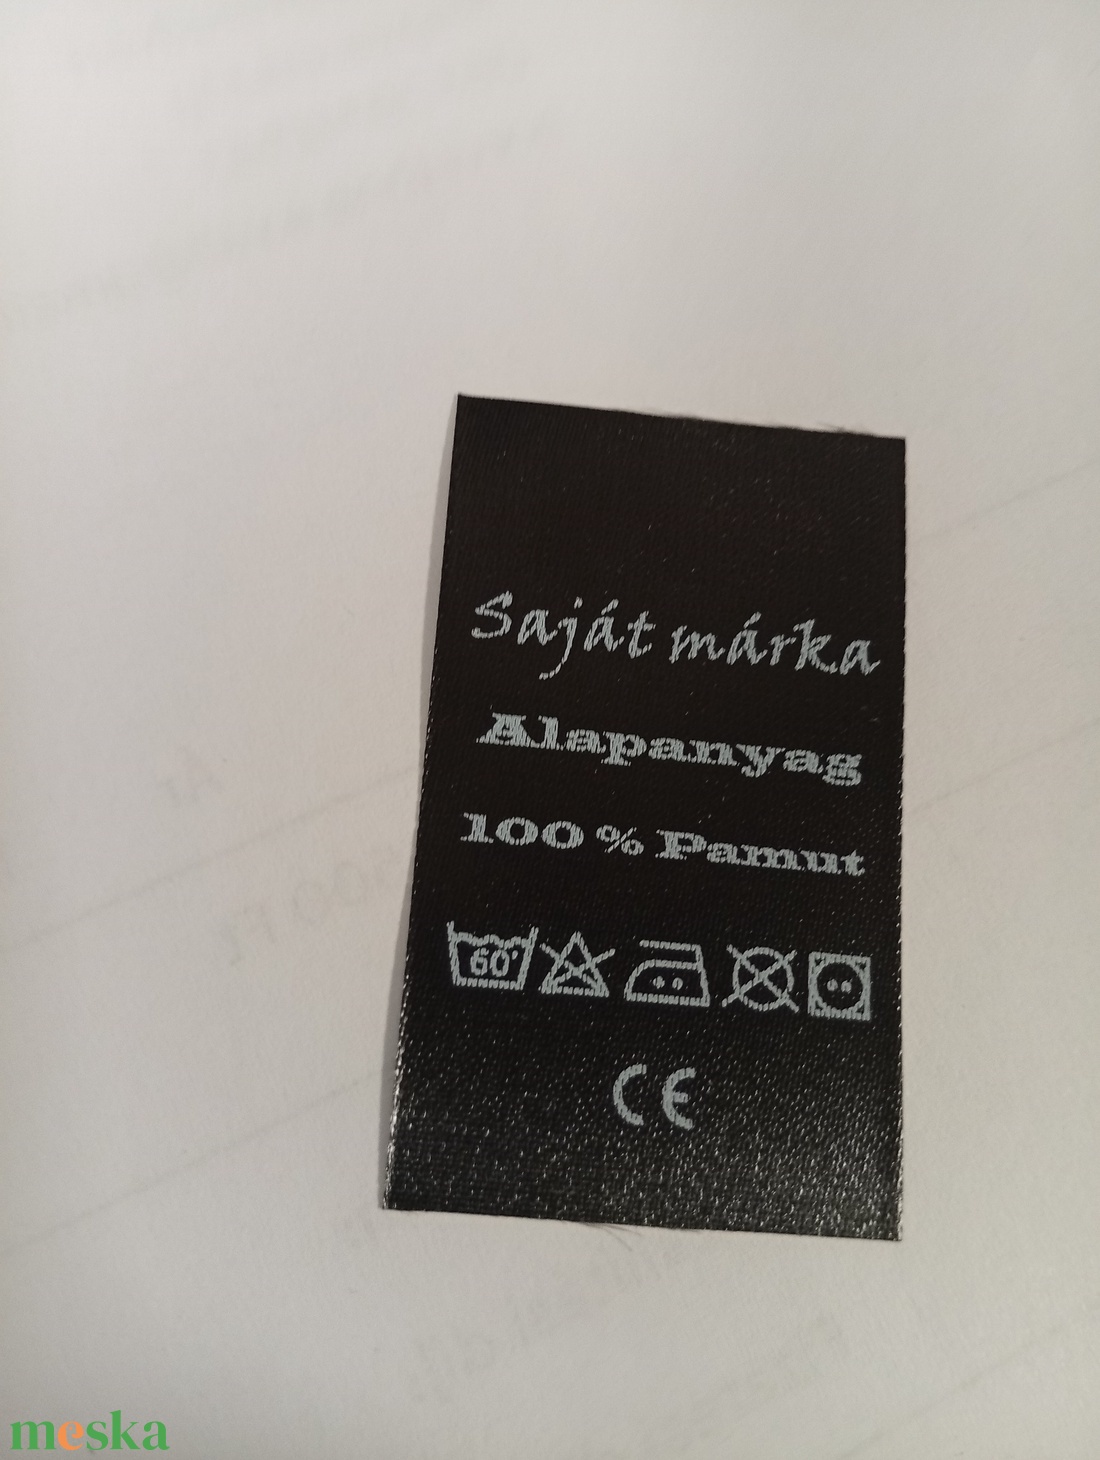 Saját márka
Alapanyag
100 % Pamut
60°
CE
meska